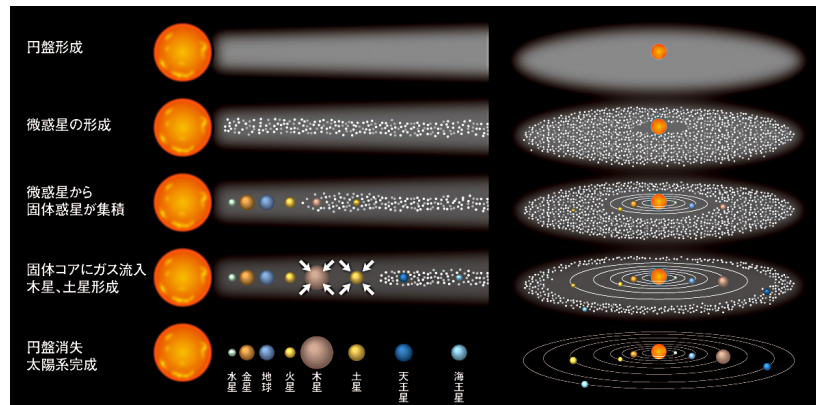 円盤形成
微惑星の形成
微惑星から
固体惑星が集積
固体コアにガス流入
木星、土星形成
円盤消失
太陽系完成
水星
金星
地球
火星
木星
土星
天王星
海王星